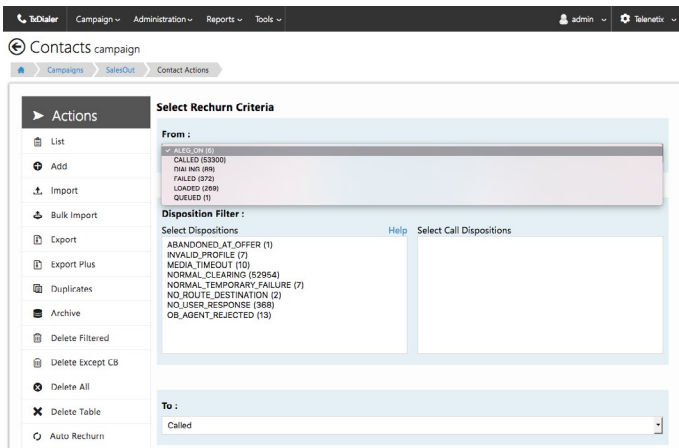 TxDialer Campaign Administration Reports Tools admin Telenetix
Contacts campaign
Campaigns SalesOut Contact Actions
Actions
List
Add
Import
Bulk Import
Export
Export Plus
Duplicates
Archive
Delete Filtered
Delete Except CB
Delete All
Delete Table
Auto Rechurn
Select Rechurn Criteria
From :
ALEG_ON (6)
CALLED (53300)
DIALING (89)
FAILED (372)
LOADED (269)
QUEUED (1)
Disposition Filter :
Select Dispositions Help Select Call Dispositions
ABANDONED_AT_OFFER (1)
INVALID_PROFILE (7)
MEDIA_TIMEOUT (10)
NORMAL_CLEARING (52954)
NORMAL_TEMPORARY_FAILURE (7)
NO_ROUTE_DESTINATION (2)
NO_USER_RESPONSE (368)
OB_AGENT_REJECTED (13)
To :
Called